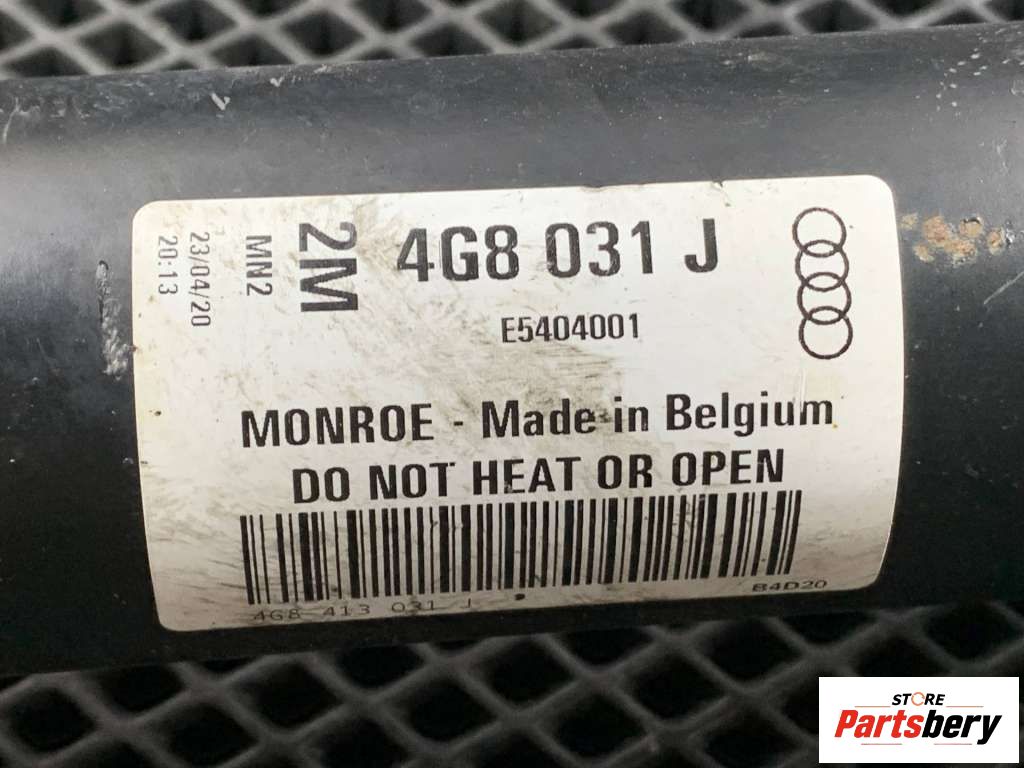 23/04/20
20:13
MN2
2M
4G8 031 J
E5404001
MONROE - Made in Belgium
DO NOT HEAT OR OPEN
4G8 413 031 J
B4D20
STORE
Partsbery